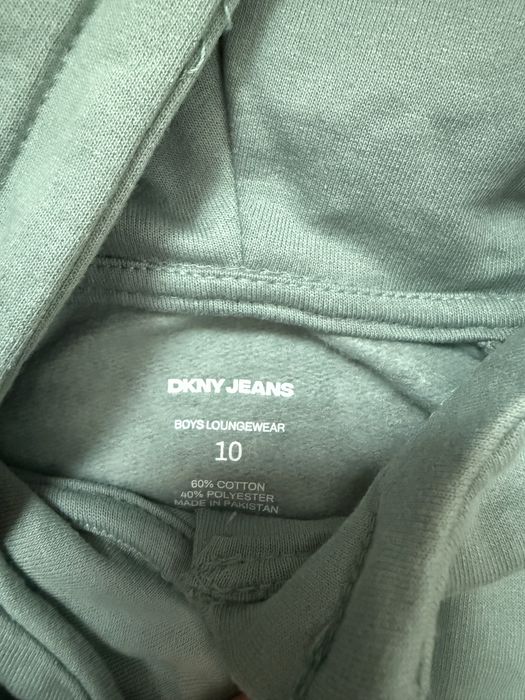 DKNY JEANS
BOYS LOUNGEWEAR
10
60% COTTON
40% POLYESTER
MADE IN PAKISTAN